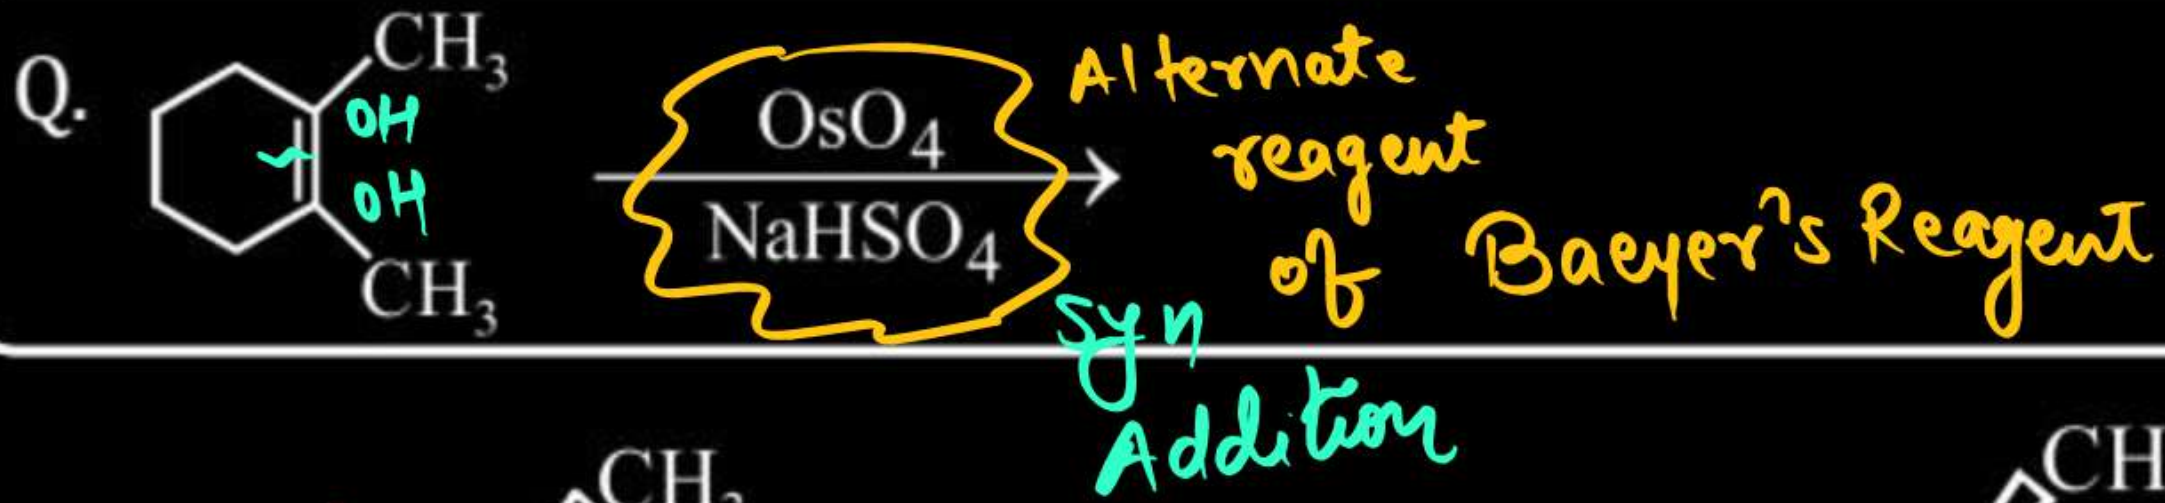 Q.
CH3
OH
OH
CH3
OsO4
NaHSO4
Alternate
reagent
of Baeyer's Reagent
Syn
Addition
CH3
CH